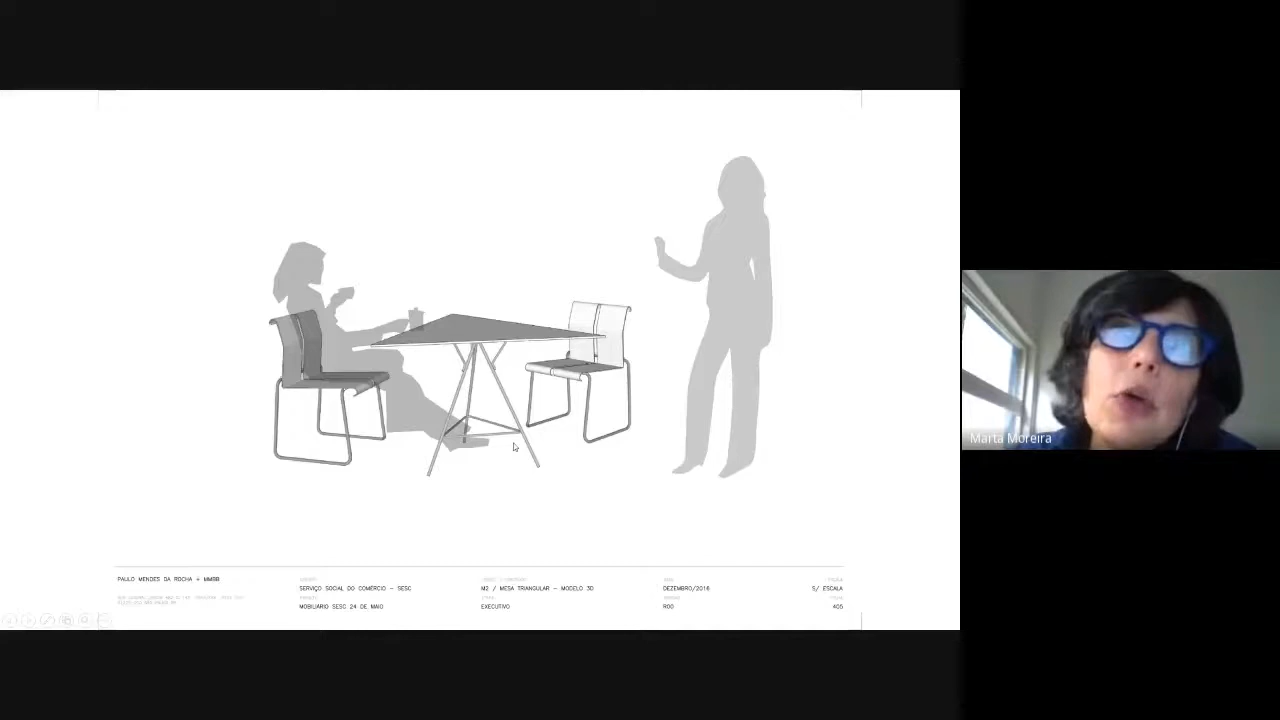 PAULO MENDES DA ROCHA + MMBB
SERVIÇO SOCIAL DO COMÉRCIO - SESC
MOBILIARIO SESC 24 DE MAIO
M2 / MESA TRIANGULAR - MODELO 3D
EXECUTIVO
DEZEMBRO/2016
R00
S/ ESCALA
405
Marta Moreira